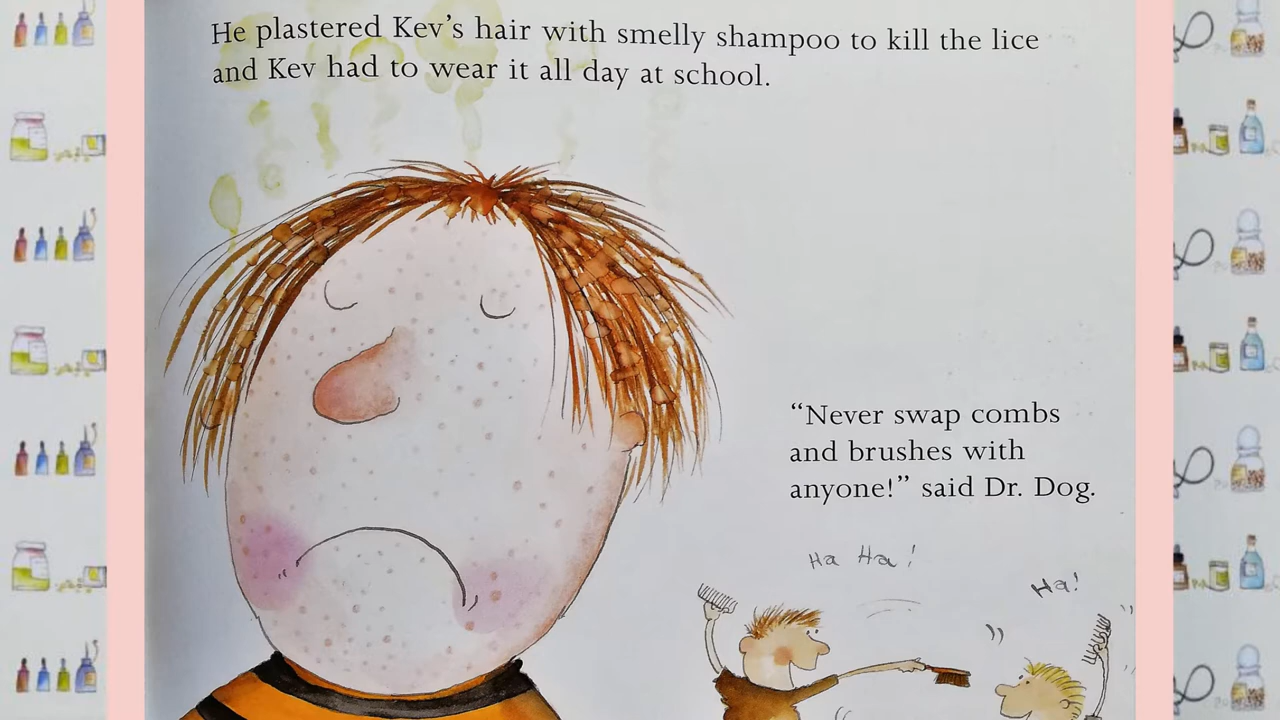 He plastered Kev's hair with smelly shampoo to kill the lice
and Kev had to wear it all day at school.
"Never swap combs
and brushes with
anyone!" said Dr. Dog.
Ha Ha!
Ha!